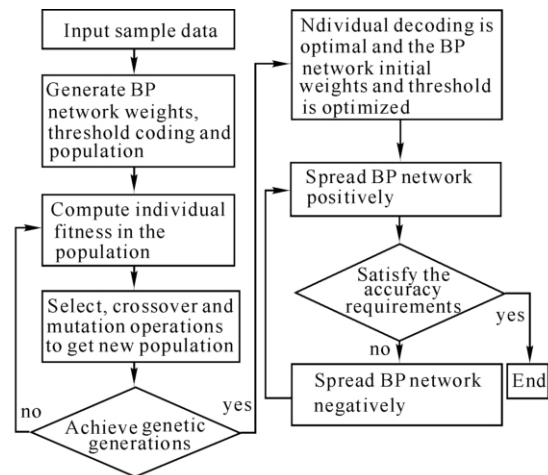 Input sample data
Generate BP
network weights,
threshold coding and
population
Compute individual
fitness in the
population
Select, crossover and
mutation operations
to get new population
no
yes
Achieve genetic
generations
Ndividual decoding is
optimal and the BP
network initial
weights and threshold
is optimized
Spread BP network
positively
Satisfy the
accuracy
requirements
yes
no
Spread BP network
negatively
End